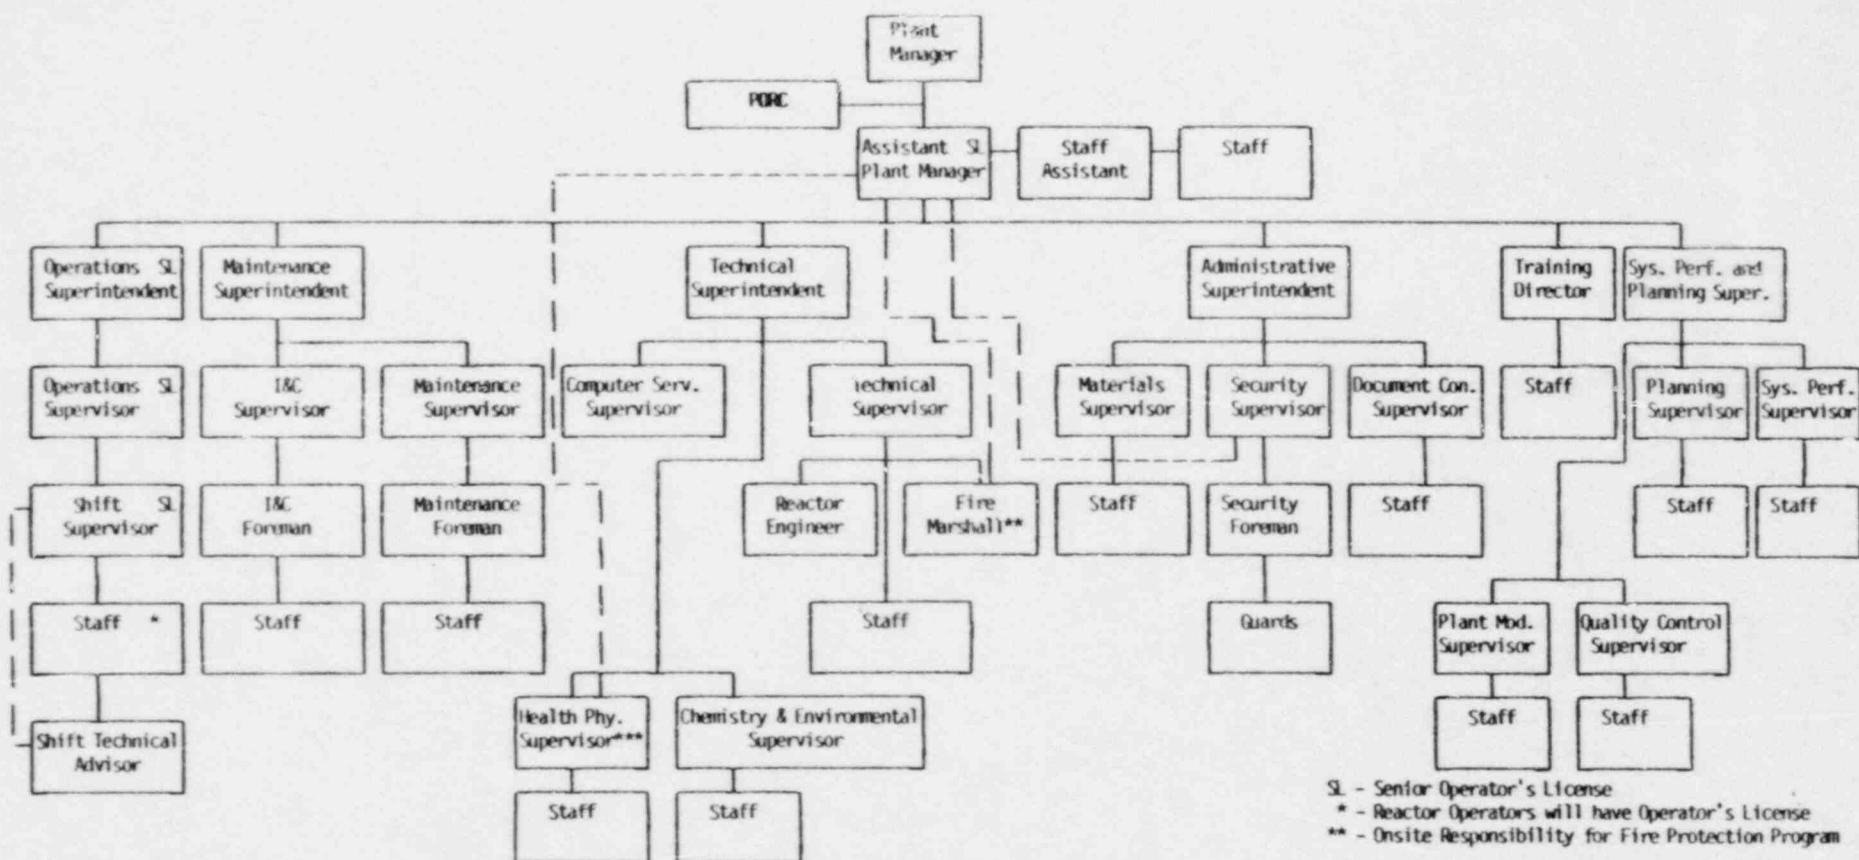 Plant
Manager
PORC
Assistant SL
Plant Manager
Staff
Assistant
Staff
Operations SL
Superintendent
Maintenance
Superintendent
Technical
Superintendent
Administrative
Superintendent
Training
Director
Sys. Perf. and
Planning Super.
Operations SL
Supervisor
I&C
Supervisor
Maintenance
Supervisor
Computer Serv.
Supervisor
Technical
Supervisor
Materials
Supervisor
Security
Supervisor
Document Con.
Supervisor
Staff
Planning
Supervisor
Sys. Perf.
Supervisor
Shift SL
Supervisor
I&C
Foreman
Maintenance
Foreman
Reactor
Engineer
Fire
Marshall**
Staff
Security
Foreman
Staff
Staff
Staff
Staff *
Staff
Staff
Staff
Guards
Plant Mod.
Supervisor
Quality Control
Supervisor
Shift Technical
Advisor
Health Phy.
Supervisor***
Chemistry & Environmental
Supervisor
Staff
Staff
Staff
Staff
SL - Senior Operator's License
* - Reactor Operators will have Operator's License
** - Onsite Responsibility for Fire Protection Program